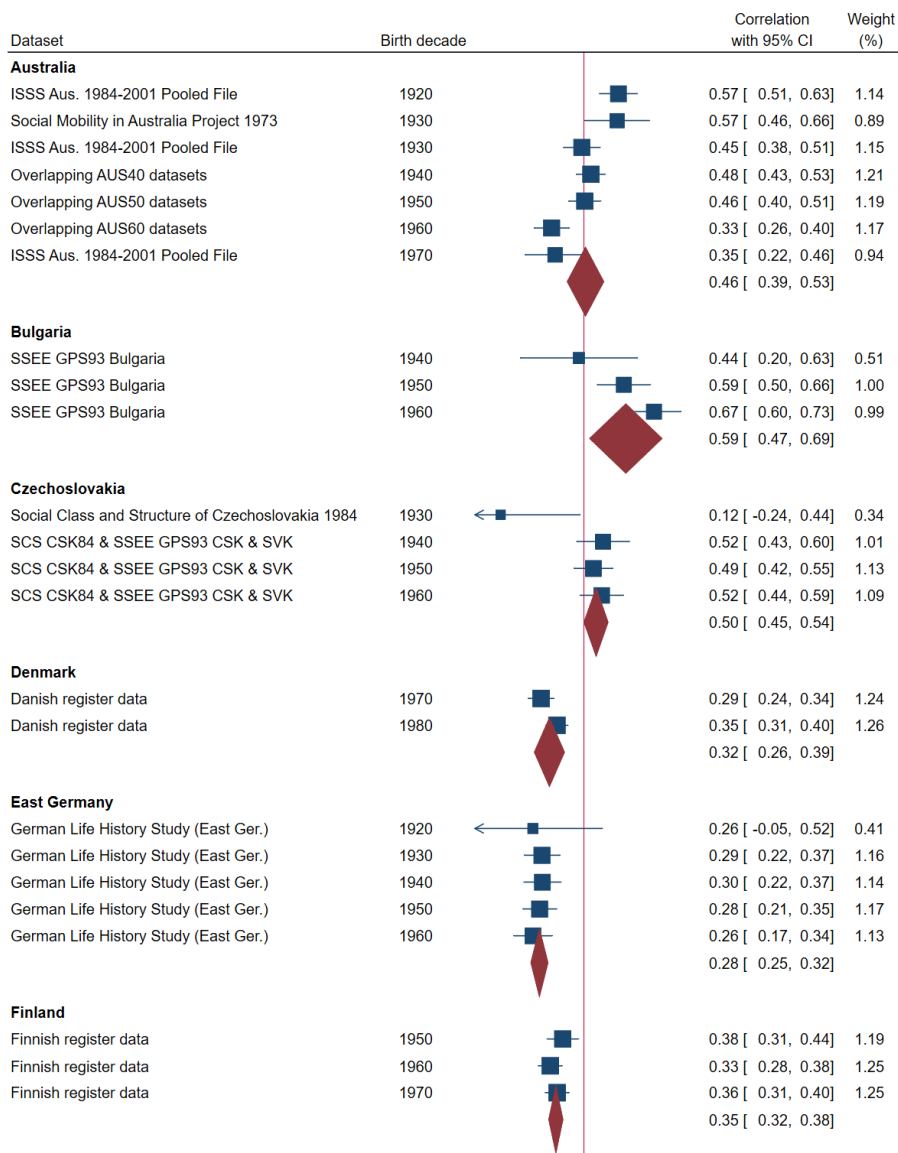 Correlation Weight
Dataset Birth decade with 95% CI (%)
Australia
ISSS Aus. 1984-2001 Pooled File 1920 0.57 [ 0.51, 0.63] 1.14
Social Mobility in Australia Project 1973 1930 0.57 [ 0.46, 0.66] 0.89
ISSS Aus. 1984-2001 Pooled File 1930 0.45 [ 0.38, 0.51] 1.15
Overlapping AUS40 datasets 1940 0.48 [ 0.43, 0.53] 1.21
Overlapping AUS50 datasets 1950 0.46 [ 0.40, 0.51] 1.19
Overlapping AUS60 datasets 1960 0.33 [ 0.26, 0.40] 1.17
ISSS Aus. 1984-2001 Pooled File 1970 0.35 [ 0.22, 0.46] 0.94
0.46 [ 0.39, 0.53]
Bulgaria
SSEE GPS93 Bulgaria 1940 0.44 [ 0.20, 0.63] 0.51
SSEE GPS93 Bulgaria 1950 0.59 [ 0.50, 0.66] 1.00
SSEE GPS93 Bulgaria 1960 0.67 [ 0.60, 0.73] 0.99
0.59 [ 0.47, 0.69]
Czechoslovakia
Social Class and Structure of Czechoslovakia 1984 1930 0.12 [ -0.24, 0.44] 0.34
SCS CSK84 & SSEE GPS93 CSK & SVK 1940 0.52 [ 0.43, 0.60] 1.01
SCS CSK84 & SSEE GPS93 CSK & SVK 1950 0.49 [ 0.42, 0.55] 1.13
SCS CSK84 & SSEE GPS93 CSK & SVK 1960 0.52 [ 0.44, 0.59] 1.09
0.50 [ 0.45, 0.54]
Denmark
Danish register data 1970 0.29 [ 0.24, 0.34] 1.24
Danish register data 1980 0.35 [ 0.31, 0.40] 1.26
0.32 [ 0.26, 0.39]
East Germany
German Life History Study (East Ger.) 1920 0.26 [ -0.05, 0.52] 0.41
German Life History Study (East Ger.) 1930 0.29 [ 0.22, 0.37] 1.16
German Life History Study (East Ger.) 1940 0.30 [ 0.22, 0.37] 1.14
German Life History Study (East Ger.) 1950 0.28 [ 0.21, 0.35] 1.17
German Life History Study (East Ger.) 1960 0.26 [ 0.17, 0.34] 1.13
0.28 [ 0.25, 0.32]
Finland
Finnish register data 1950 0.38 [ 0.31, 0.44] 1.19
Finnish register data 1960 0.33 [ 0.28, 0.38] 1.25
Finnish register data 1970 0.36 [ 0.31, 0.40] 1.25
0.35 [ 0.32, 0.38]